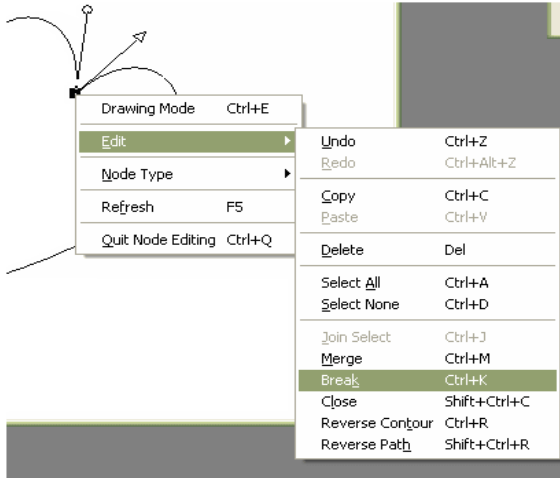 Drawing Mode Ctrl+E
Edit
Node Type
Refresh F5
Quit Node Editing Ctrl+Q
Undo Ctrl+Z
Redo Ctrl+Alt+Z
Copy Ctrl+C
Paste Ctrl+V
Delete Del
Select All Ctrl+A
Select None Ctrl+D
Join Select Ctrl+J
Merge Ctrl+M
Break Ctrl+K
Close Shift+Ctrl+C
Reverse Contour Ctrl+R
Reverse Path Shift+Ctrl+R